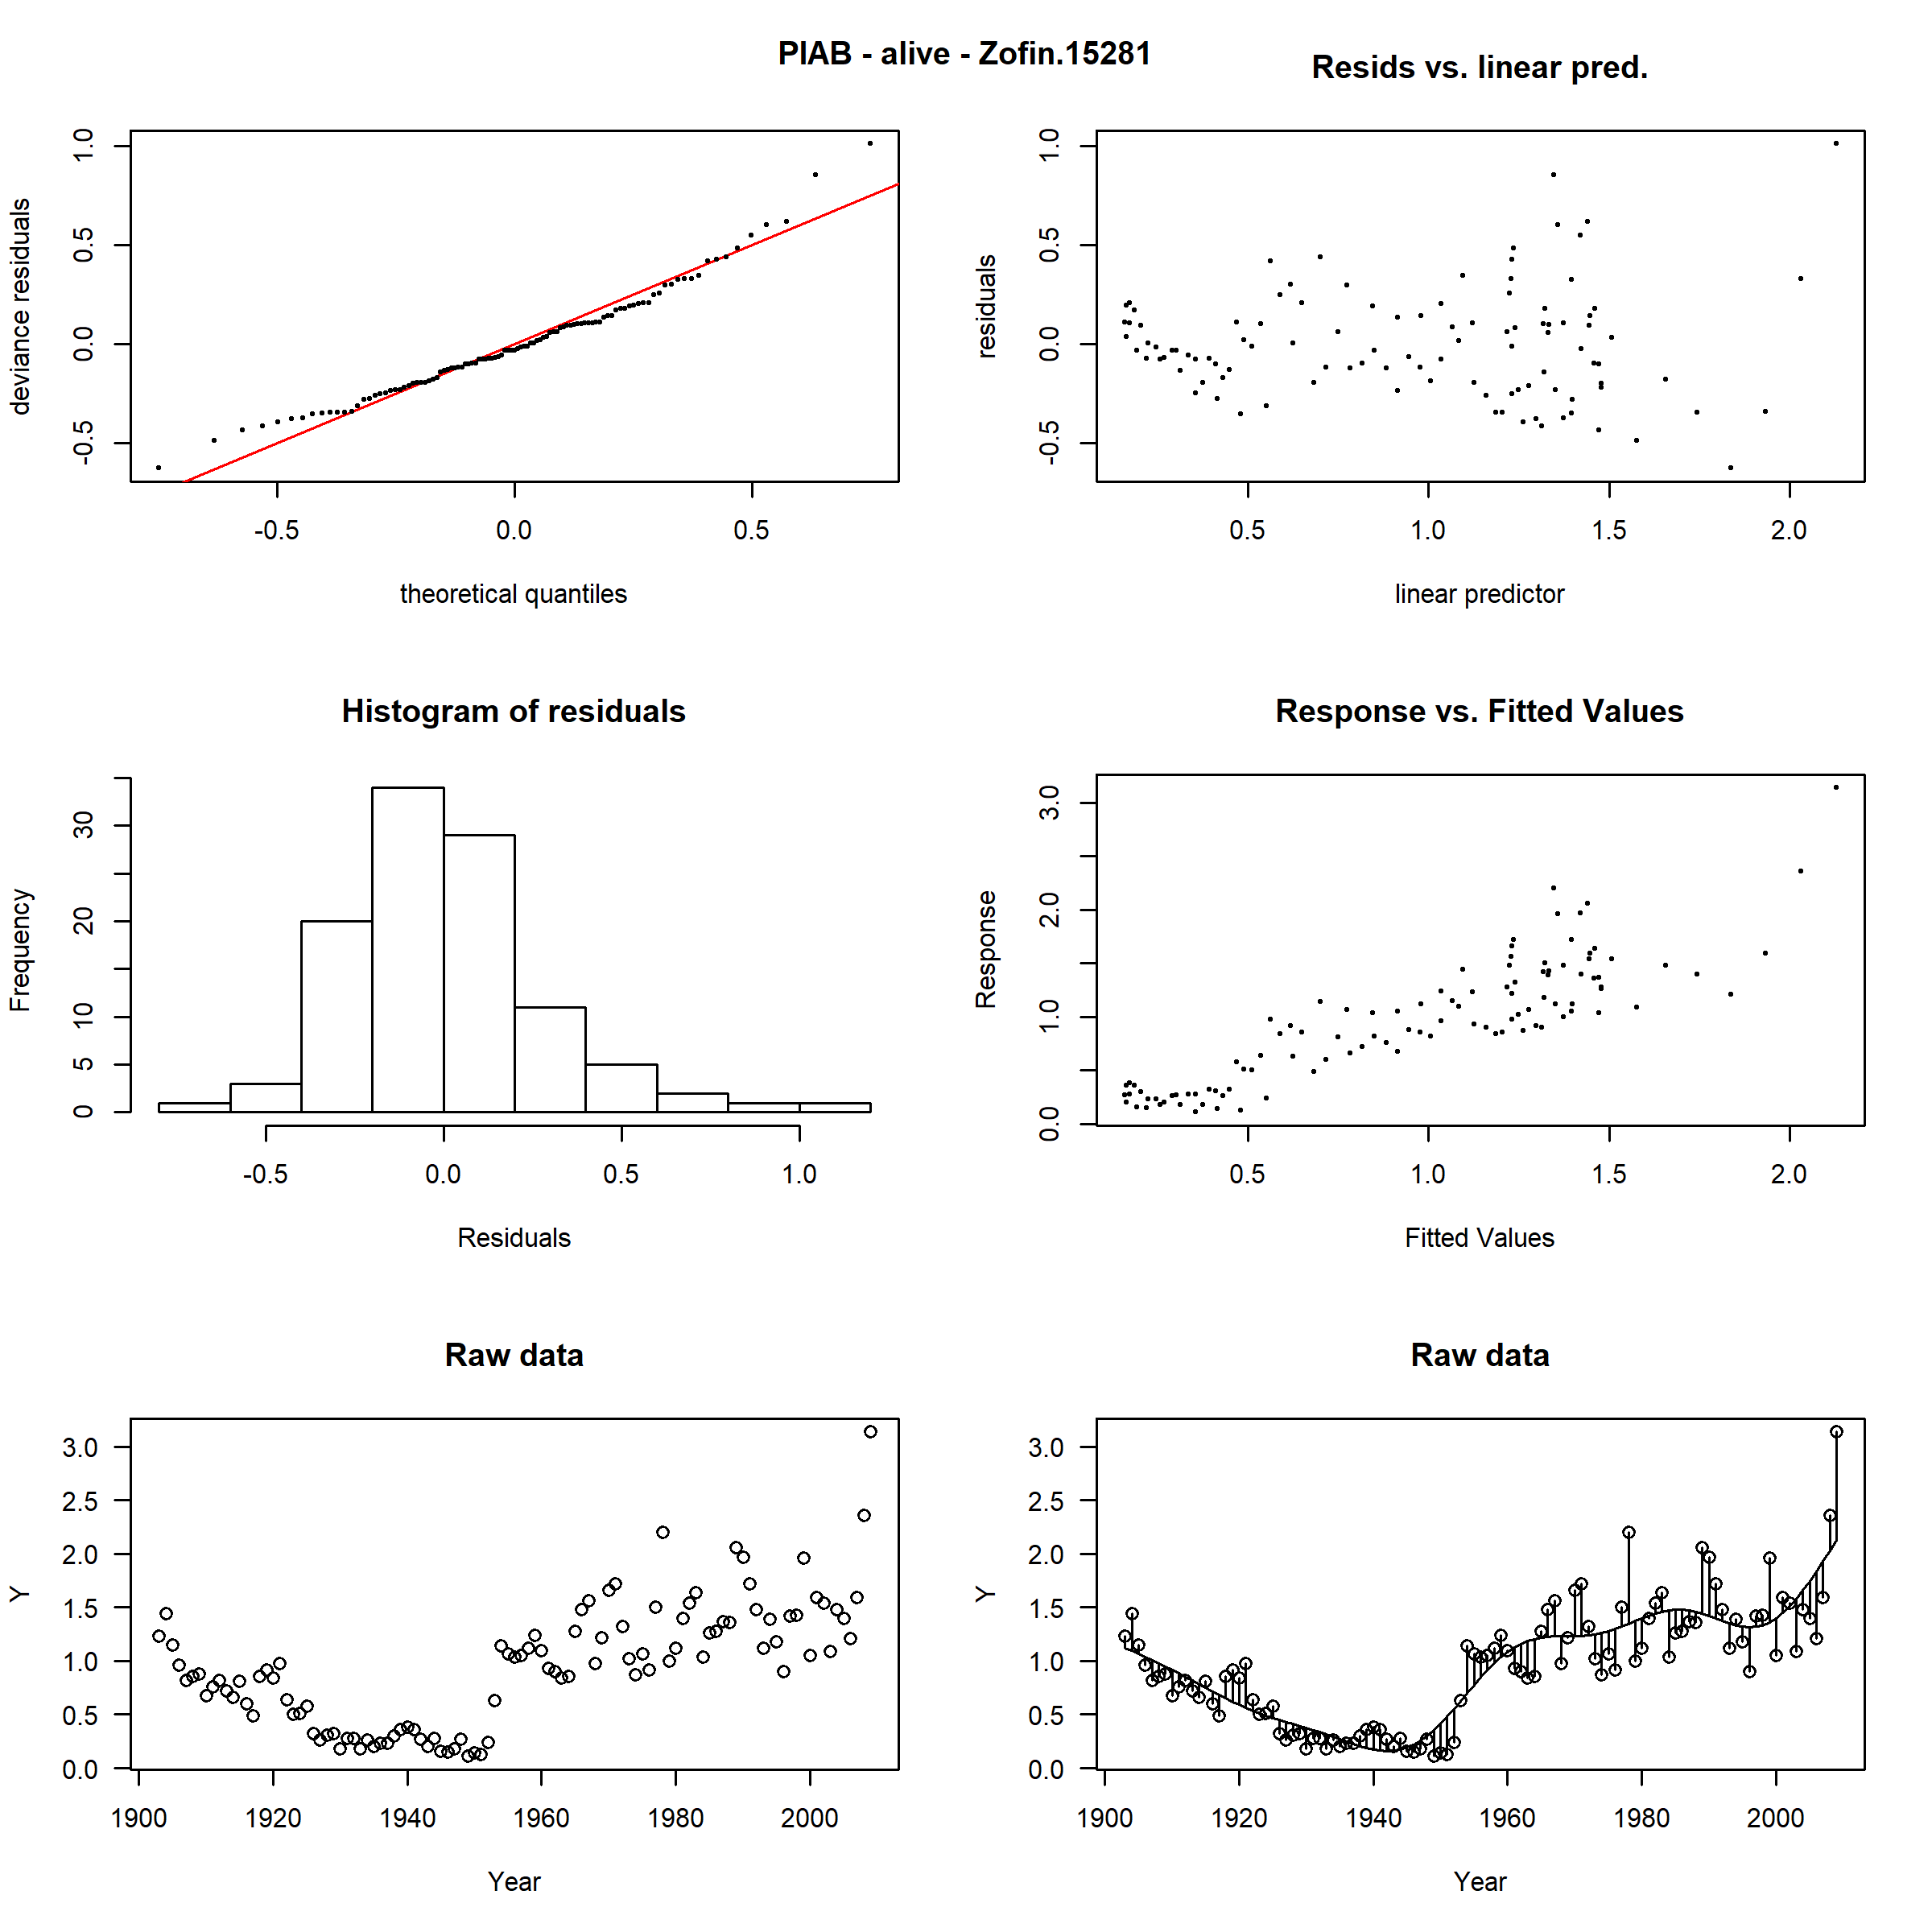 PIAB - alive - Zofin.15281
Resids vs. linear pred.
deviance residuals
-0.5 0.0 0.5 1.0
-0.5 0.0 0.5
theoretical quantiles
residuals
-0.5 0.0 0.5 1.0
0.5 1.0 1.5 2.0
linear predictor
Histogram of residuals
Frequency
0 5 10 20 30
-0.5 0.0 0.5 1.0
Residuals
Response vs. Fitted Values
Response
0.0 1.0 2.0 3.0
0.5 1.0 1.5 2.0
Fitted Values
Raw data
Y
3.0
2.5
2.0
1.5
1.0
0.5
0.0
1900 1920 1940 1960 1980 2000
Year
Raw data
Y
3.0
2.5
2.0
1.5
1.0
0.5
0.0
1900 1920 1940 1960 1980 2000
Year